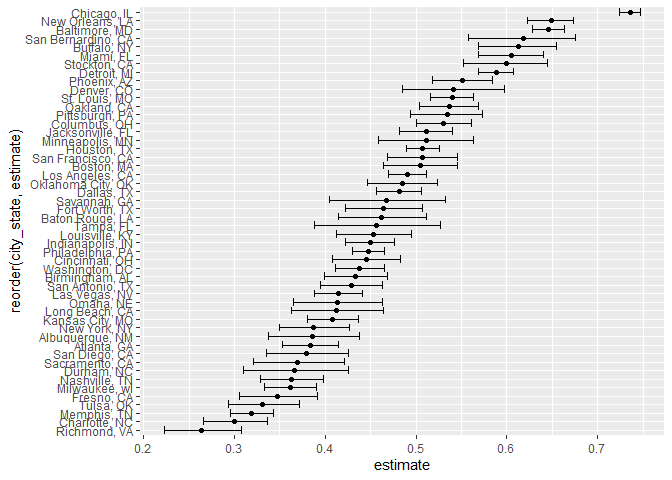 Chicago, IL
New Orleans, LA
Baltimore, MD
San Bernardino, CA
Buffalo, NY
Miami, FL
Stockton, CA
Detroit, MI
Phoenix, AZ
Denver, CO
St. Louis, MO
Oakland, CA
Pittsburgh, PA
Columbus, OH
Jacksonville, FL
Minneapolis, MN
Houston, TX
San Francisco, CA
Boston, MA
Los Angeles, CA
Oklahoma City, OK
Dallas, TX
Savannah, GA
Fort Worth, TX
Baton Rouge, LA
Tampa, FL
Louisville, KY
Indianapolis, IN
Philadelphia, PA
Cincinnati, OH
Washington, DC
Birmingham, AL
San Antonio, TX
Las Vegas, NV
Omaha, NE
Long Beach, CA
Kansas City, MO
New York, NY
Albuquerque, NM
Atlanta, GA
San Diego, CA
Sacramento, CA
Durham, NC
Nashville, TN
Milwaukee, wI
Fresno, CA
Tulsa, OK
Memphis, TN
Charlotte, NC
Richmond, VA
reorder(city_state, estimate)
0.2 0.3 0.4 0.5 0.6 0.7
estimate